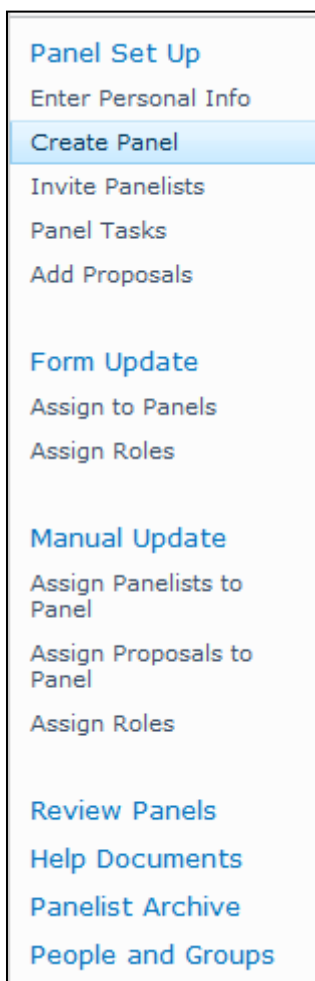 Panel Set Up
Enter Personal Info
Create Panel
Invite Panelists
Panel Tasks
Add Proposals
Form Update
Assign to Panels
Assign Roles
Manual Update
Assign Panelists to
Panel
Assign Proposals to
Panel
Assign Roles
Review Panels
Help Documents
Panelist Archive
People and Groups